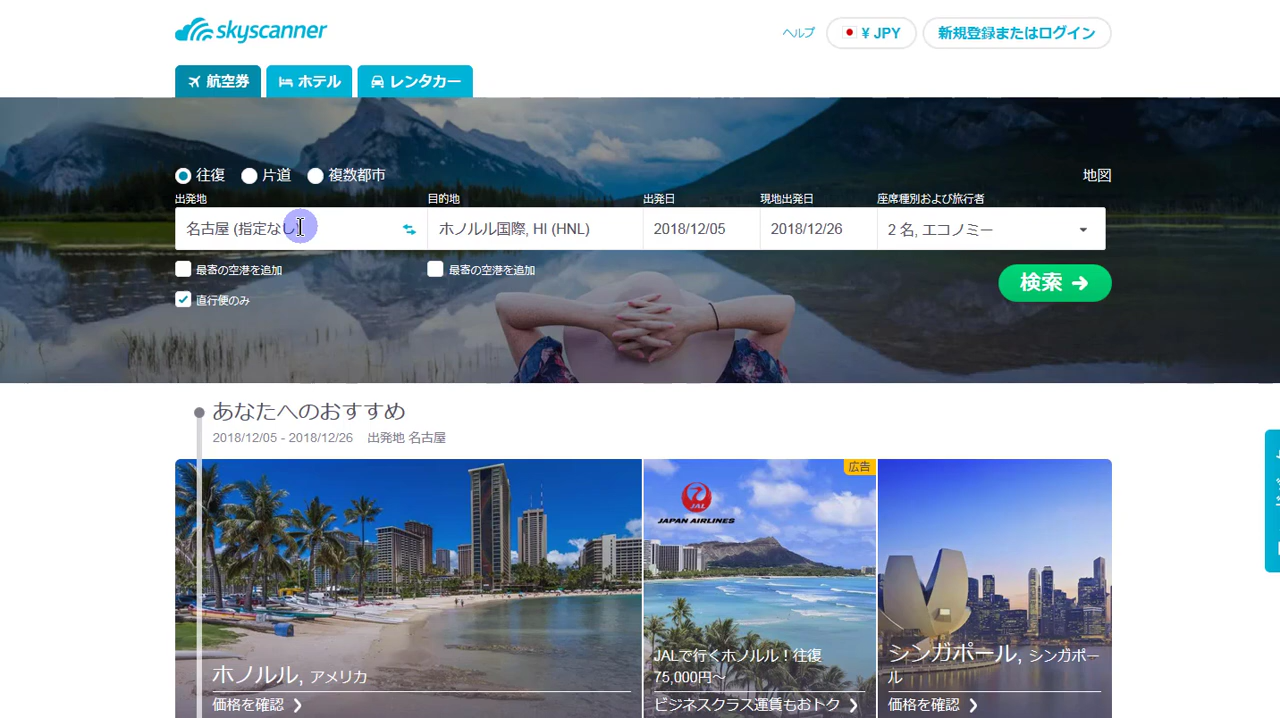 skyscanner
ヘルプ
¥ JPY
新規登録またはログイン
航空券
ホテル
レンタカー
往復
片道
複数都市
地図
出発地
目的地
出発日
現地出発日
座席種別および旅行者
名古屋 (指定なし
ホノルル国際, HI (HNL)
2018/12/05
2018/12/26
2 名, エコノミー
最寄の空港を追加
最寄の空港を追加
直行便のみ
検索
あなたへのおすすめ
2018/12/05 - 2018/12/26 出発地 名古屋
広告
JAL
JAPAN AIRLINES
ホノルル, アメリカ
価格を確認
JALで行くホノルル！往復
75,000円～
ビジネスクラス運賃もおトク
シンガポール, シンガポー
ル
価格を確認